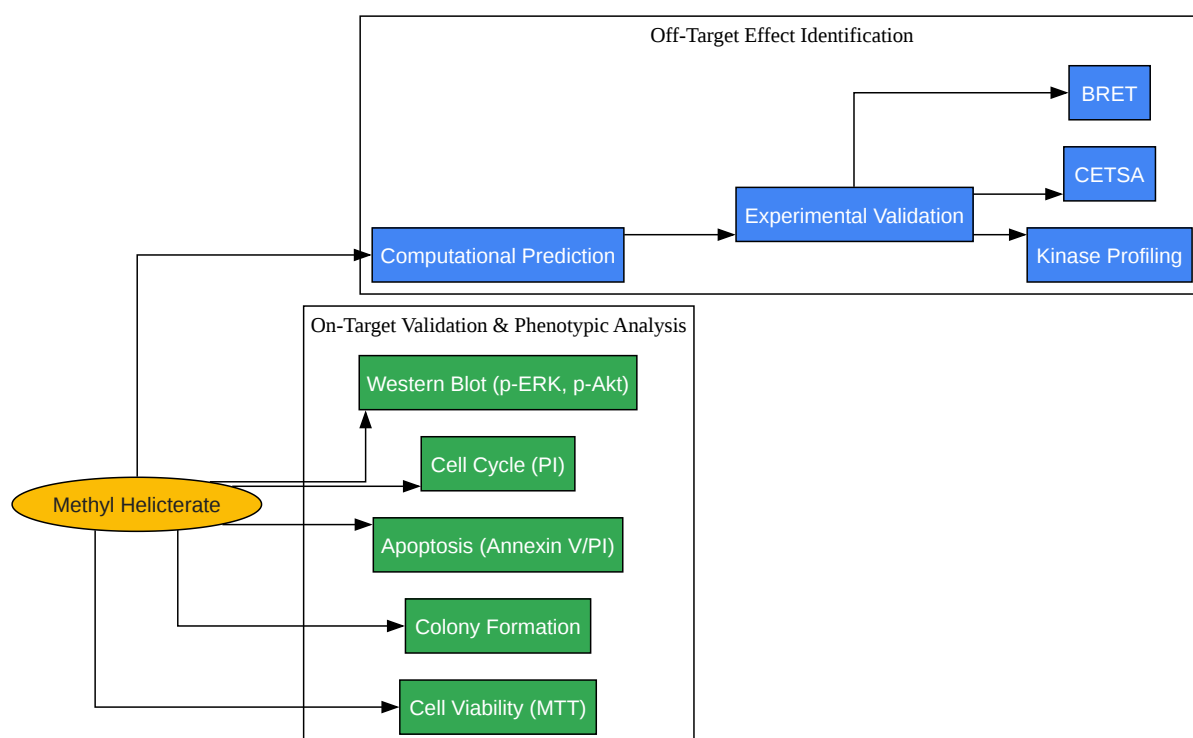 Off-Target Effect Identification
BRET
CETSA
Experimental Validation
Computational Prediction
Kinase Profiling
On-Target Validation & Phenotypic Analysis
Western Blot (p-ERK, p-Akt)
Cell Cycle (PI)
Methyl Helicterate
Apoptosis (Annexin V/PI)
Colony Formation
Cell Viability (MTT)